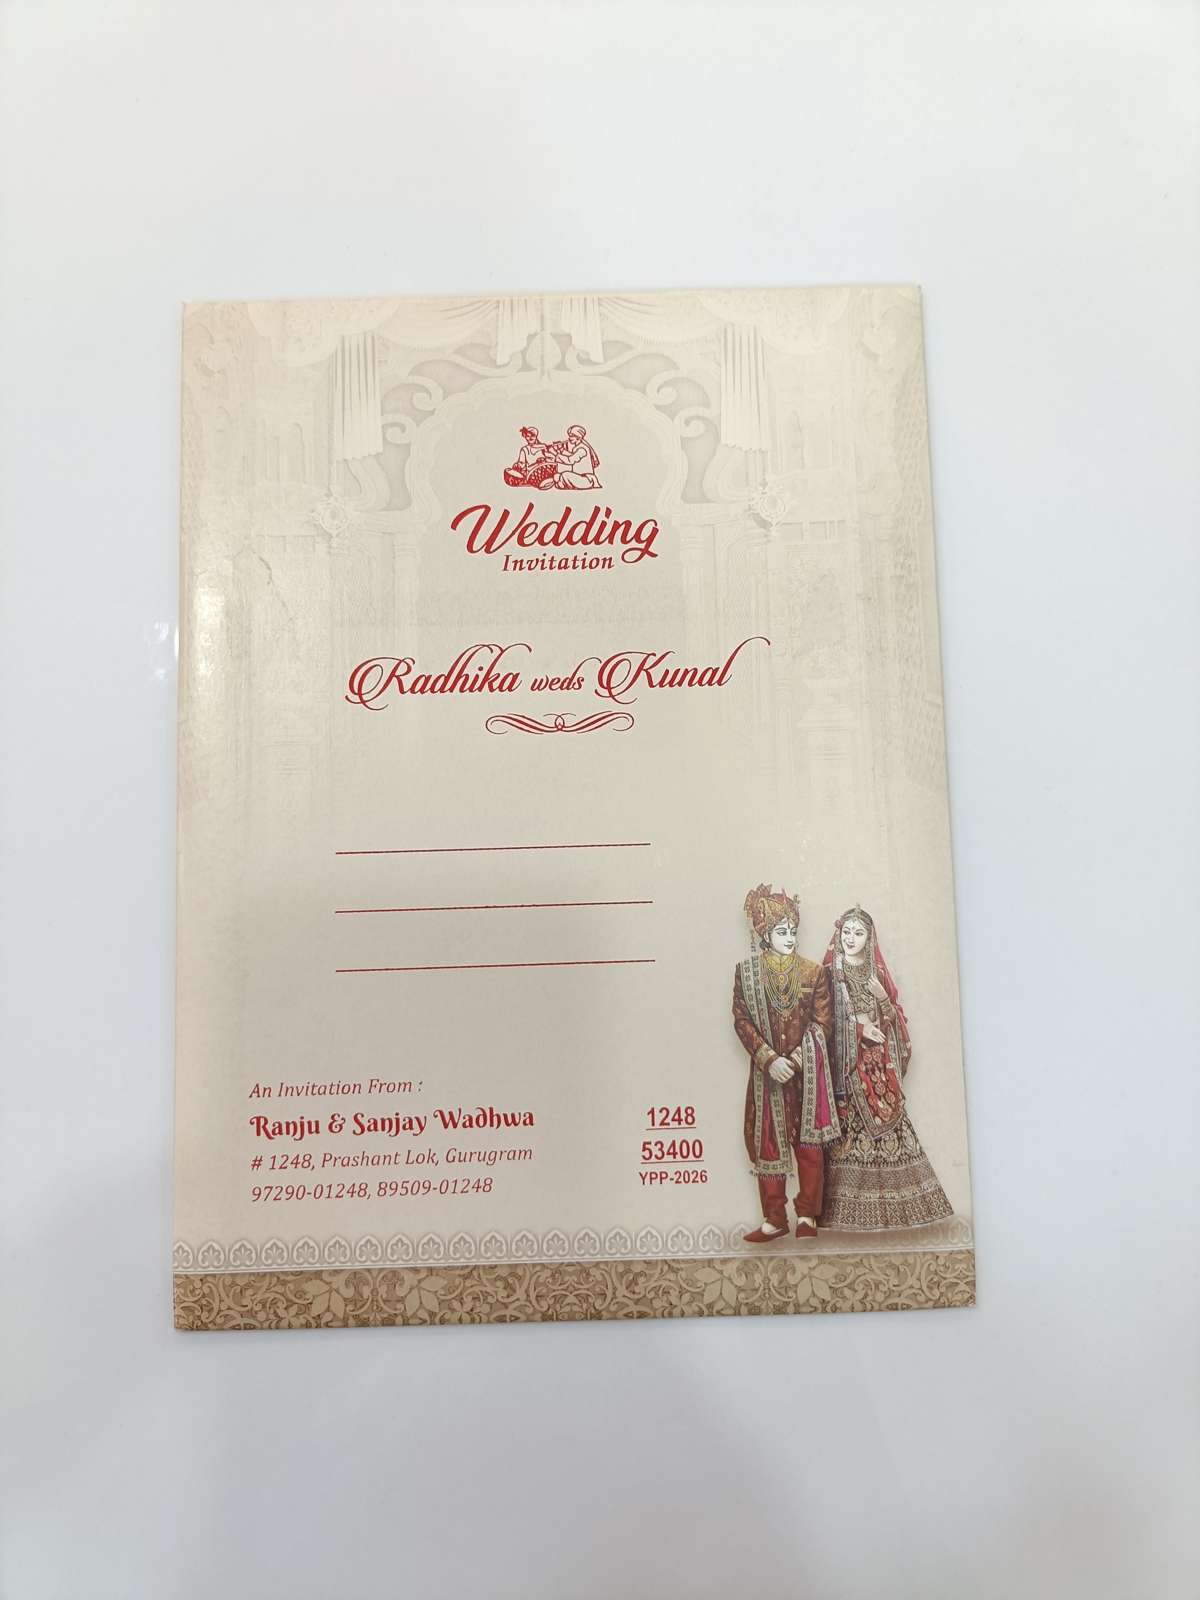 Wedding
Invitation
Radhika weds Kunal
An Invitation From :
Ranju & Sanjay Wadhwa
# 1248, Prashant Lok, Gurugram
97290-01248, 89509-01248
1248
53400
YPP-2026